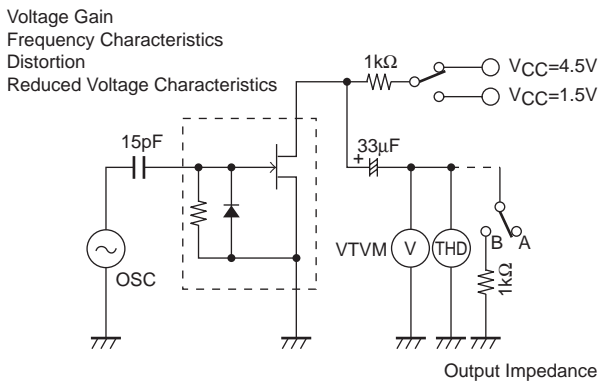 Voltage Gain
Frequency Characteristics
Distortion
Reduced Voltage Characteristics
1kΩ
VCC=4.5V
VCC=1.5V
15pF
33μF
+
OSC
VTVM
V
THD
B
A
1kΩ
Output Impedance